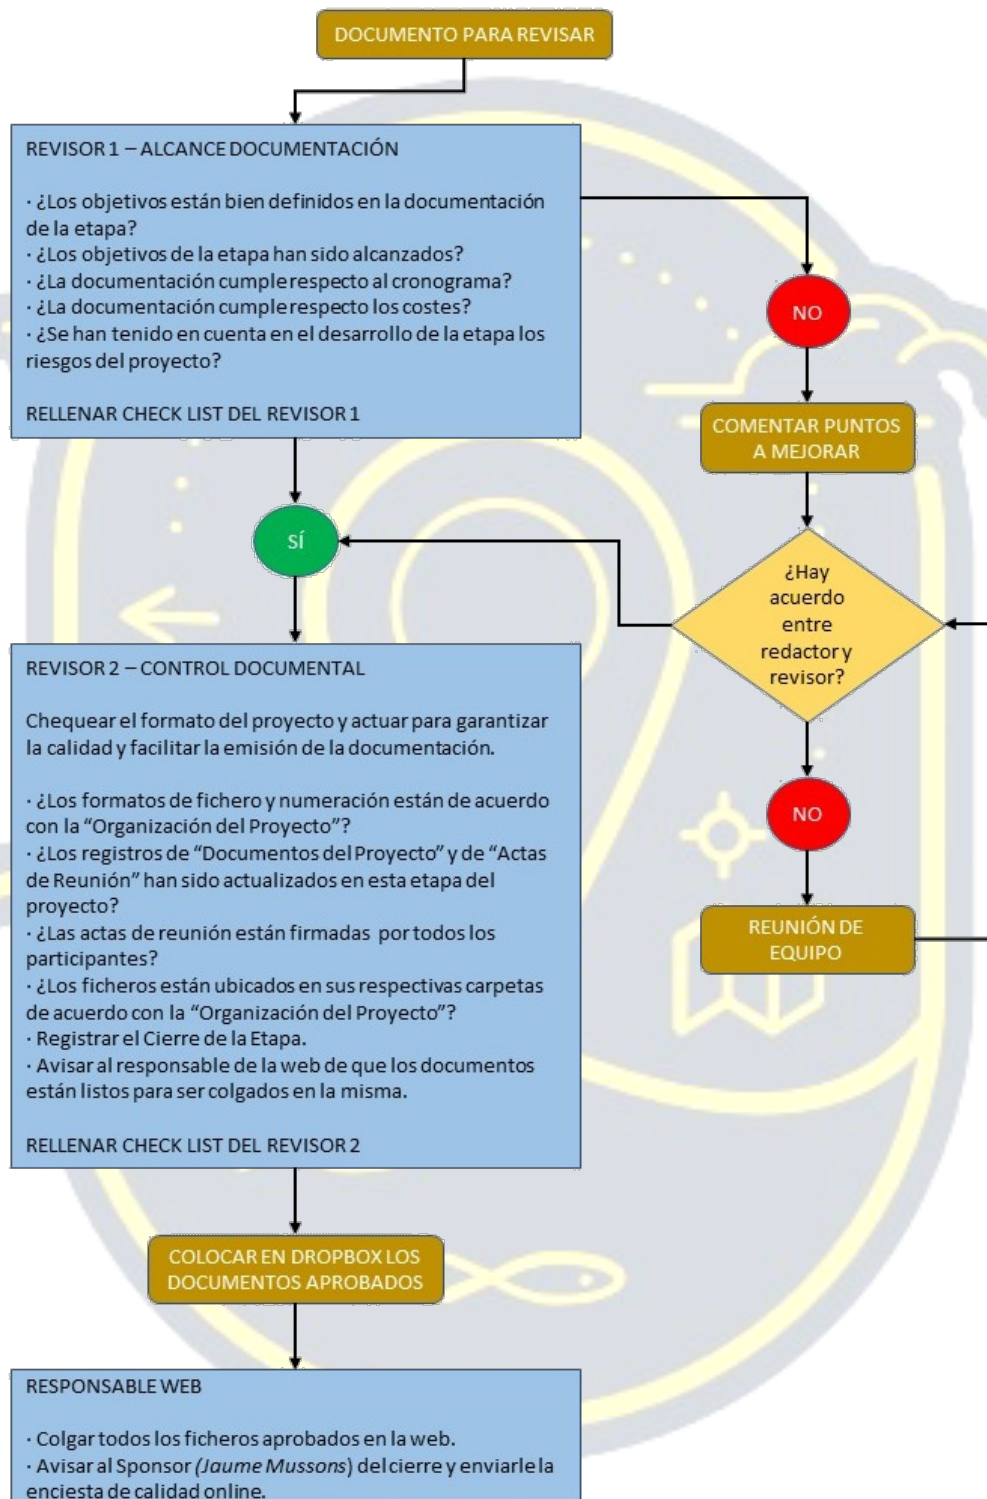 DOCUMENTO PARA REVISAR
REVISOR 1 – ALCANCE DOCUMENTACIÓN
· ¿Los objetivos están bien definidos en la documentación
de la etapa?
· ¿Los objetivos de la etapa han sido alcanzados?
· ¿La documentación cumple respecto al cronograma?
· ¿La documentación cumple respecto los costes?
· ¿Se han tenido en cuenta en el desarrollo de la etapa los
riesgos del proyecto?
RELLENAR CHECK LIST DEL REVISOR 1
NO
COMENTAR PUNTOS
A MEJORAR
SÍ
¿Hay
acuerdo
entre
redactor y
revisor?
NO
REUNIÓN DE
EQUIPO
REVISOR 2 – CONTROL DOCUMENTAL
Chequear el formato del proyecto y actuar para garantizar
la calidad y facilitar la emisión de la documentación.
· ¿Los formatos de fichero y numeración están de acuerdo
con la “Organización del Proyecto”?
· ¿Los registros de “Documentos del Proyecto” y de “Actas
de Reunión” han sido actualizados en esta etapa del
proyecto?
· ¿Las actas de reunión están firmadas por todos los
participantes?
· ¿Los ficheros están ubicados en sus respectivas carpetas
de acuerdo con la “Organización del Proyecto”?
· Registrar el Cierre de la Etapa.
· Avisar al responsable de la web de que los documentos
están listos para ser colgados en la misma.
RELLENAR CHECK LIST DEL REVISOR 2
COLOCAR EN DROPBOX LOS
DOCUMENTOS APROBADOS
RESPONSABLE WEB
· Colgar todos los ficheros aprobados en la web.
· Avisar al Sponsor (Jaume Mussons) del cierre y enviarle la
enciesta de calidad online.